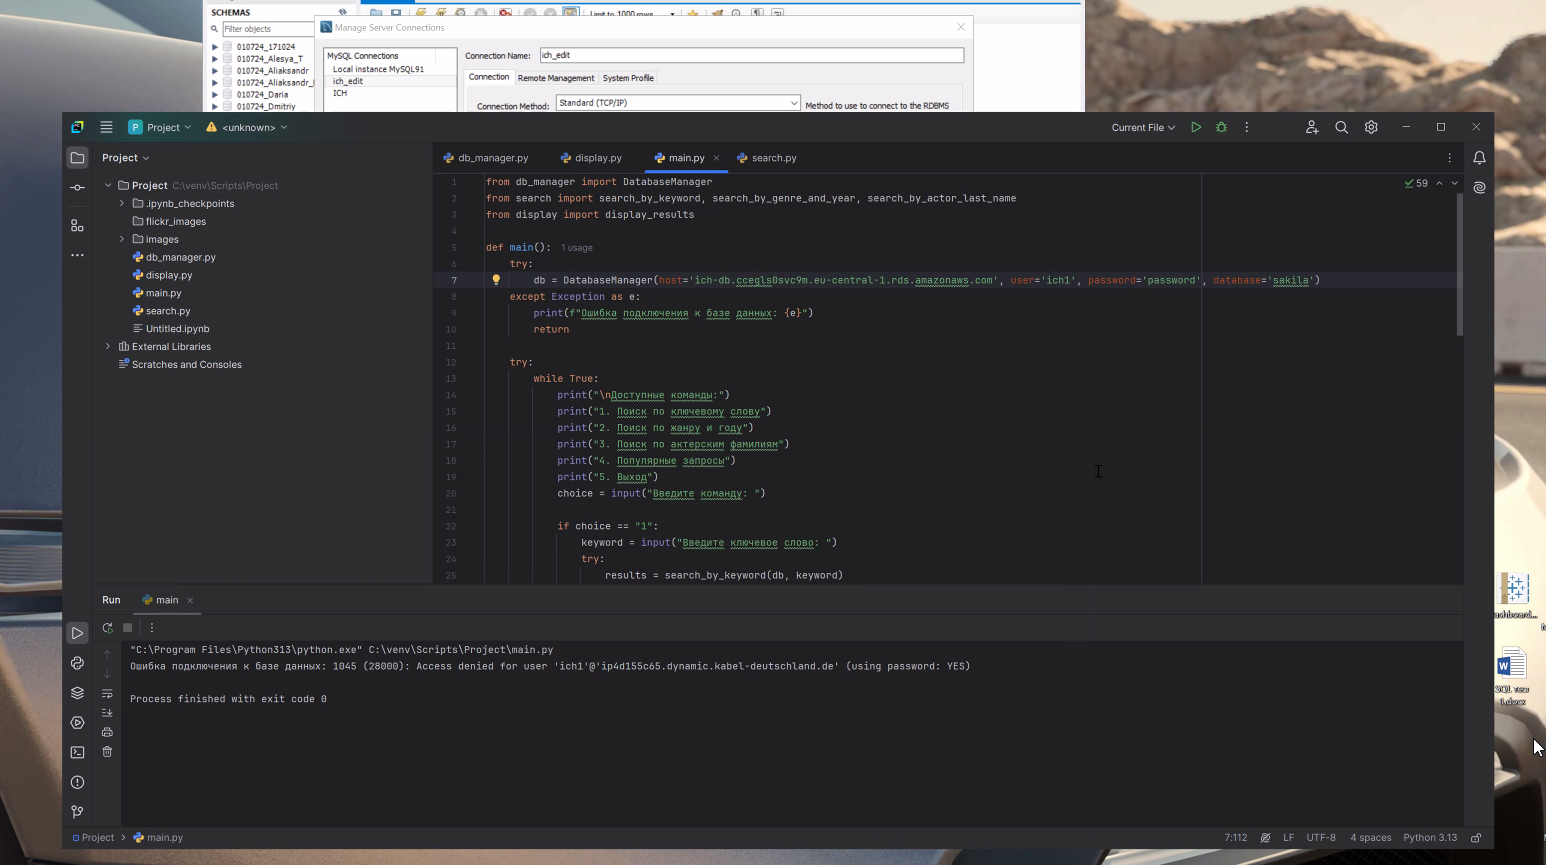 SCHEMAS
Filter objects
010724_171024
010724_Alesya_T
010724_Aliaksandr
010724_Daria
010724_Dmitriy
Limit to 1000 rows
Manage Server Connections
MySQL Connections
Local instance MySQL91
ich_edit
ICH
Connection Name: ich_edit
Connection Remote Management System Profile
Connection Method: Standard (TCP/IP) Method to use to connect to the RDBMS
P Project <unknown> Current File
Project
Project C:\venv\Scripts\Project
.ipynb_checkpoints
flickr_images
images
db_manager.py
display.py
main.py
search.py
Untitled.ipynb
External Libraries
Scratches and Consoles
db_manager.py display.py main.py search.py
59
1 from db_manager import DatabaseManager
2 from search import search_by_keyword, search_by_genre_and_year, search_by_actor_last_name
3 from display import display_results
4
5 def main(): 1 usage
6 try:
7 db = DatabaseManager(host='ich-db.cceqls0svc9m.eu-central-1.rds.amazonaws.com', user='ich1', password='password', database='sakila')
8 except Exception as e:
9 print(f"Ошибка подключения к базе данных: {e}")
10 return
11
12 try:
13 while True:
14 print("\nДоступные команды:")
15 print("1. Поиск по ключевому слову")
16 print("2. Поиск по жанру и году")
17 print("3. Поиск по актерским фамилиям")
18 print("4. Популярные запросы")
19 print("5. Выход")
20 choice = input("Введите команду: ")
21
22 if choice == "1":
23 keyword = input("Введите ключевое слово: ")
24 try:
25 results = search_by_keyword(db, keyword)
Run main
"C:\Program Files\Python313\python.exe" C:\venv\Scripts\Project\main.py
Ошибка подключения к базе данных: 1045 (28000): Access denied for user 'ich1'@'ip4d155c65.dynamic.kabel-deutschland.de' (using password: YES)
Process finished with exit code 0
Project main.py
7:112 LF UTF-8 4 spaces Python 3.13
1.docx